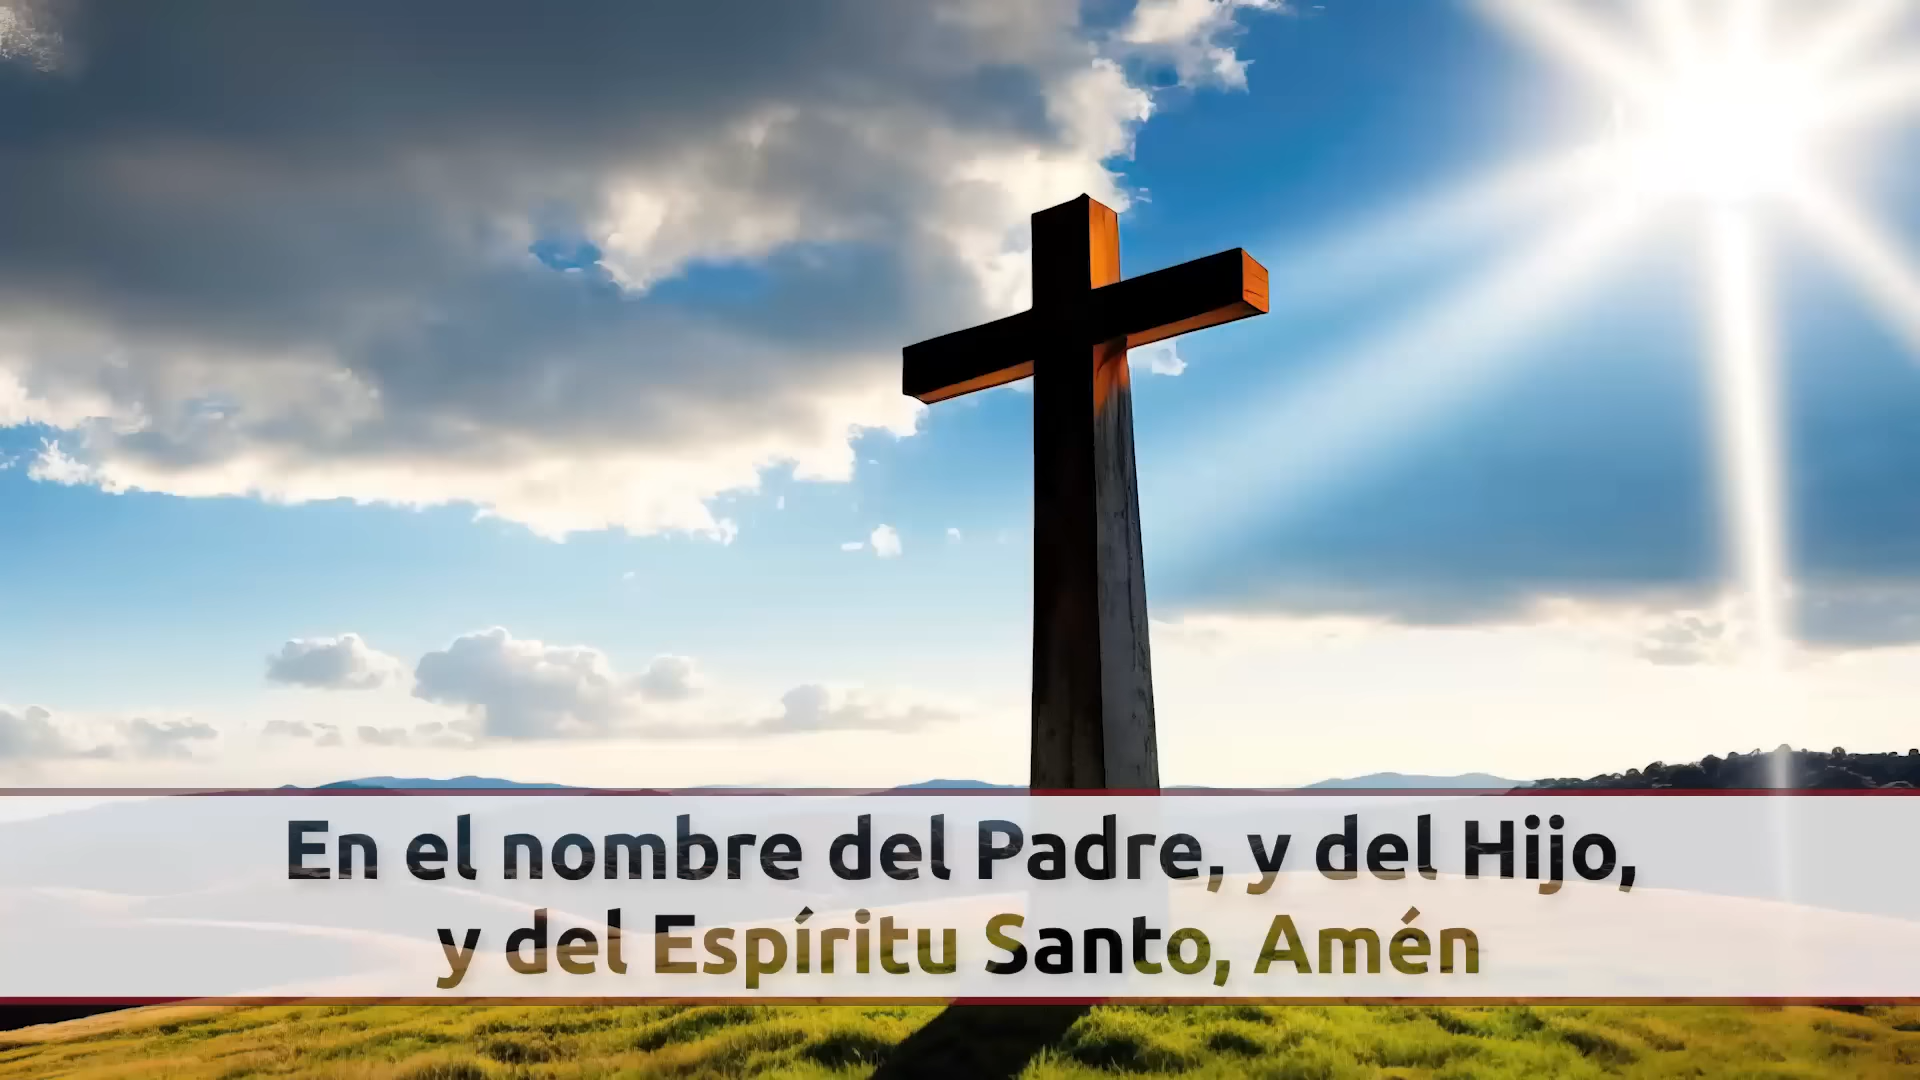 En el nombre del Padre, y del Hijo,
y del Espíritu Santo, Amén